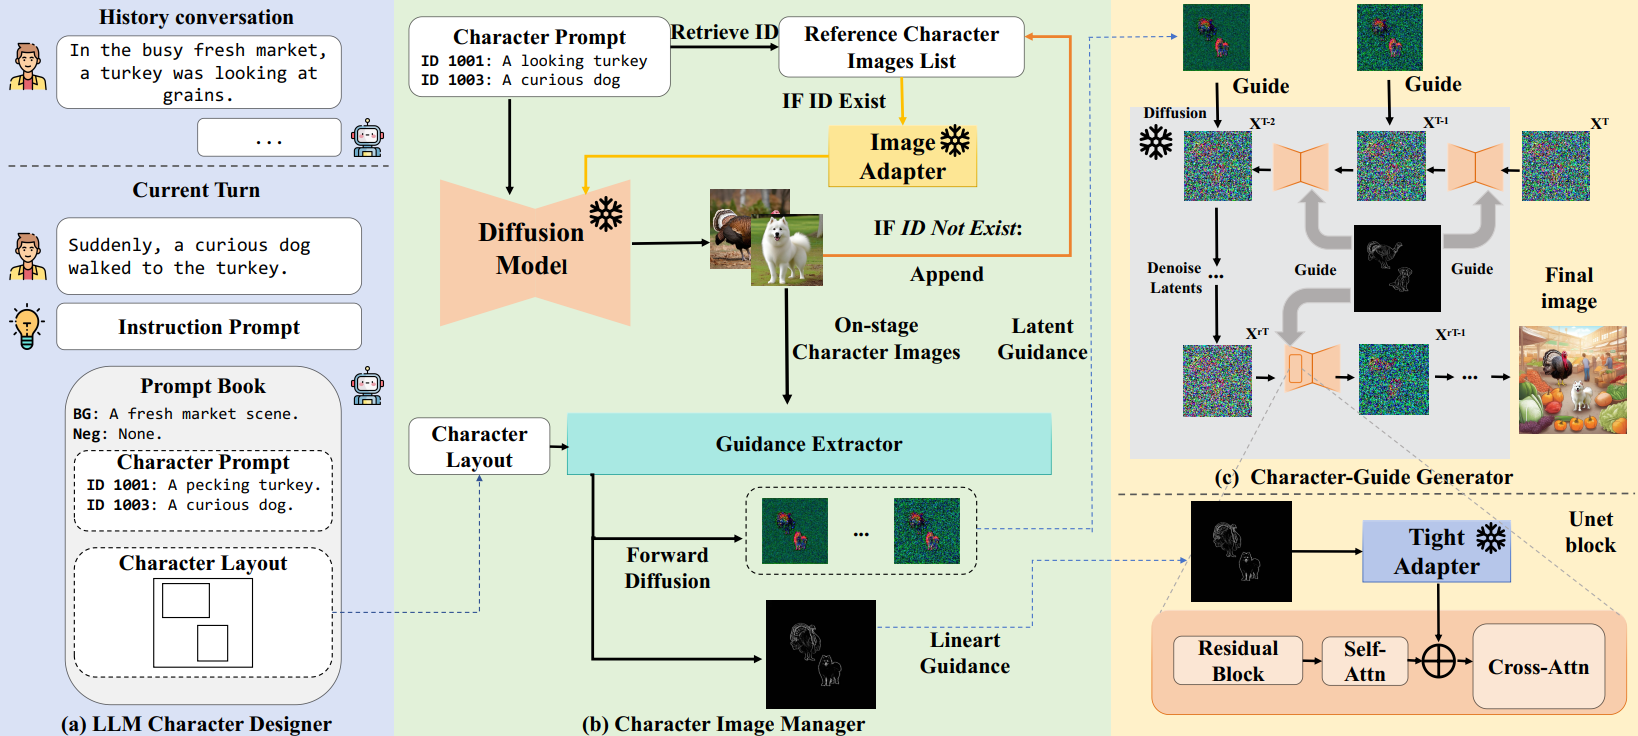 History conversation
In the busy fresh market,
a turkey was looking at
grains.
...
Current Turn
Suddenly, a curious dog
walked to the turkey.
Instruction Prompt
Prompt Book
BG: A fresh market scene.
Neg: None.
Character Prompt
ID 1001: A pecking turkey.
ID 1003: A curious dog.
Character Layout
(a) LLM Character Designer
Character Prompt
ID 1001: A looking turkey
ID 1003: A curious dog
Retrieve ID
Reference Character
Images List
IF ID Exist
Image
Adapter
Diffusion
Model
IF ID Not Exist:
Append
On-stage
Character Images
Latent
Guidance
Character
Layout
Guidance Extractor
Forward
Diffusion
...
Lineart
Guidance
(b) Character Image Manager
Guide
Guide
Diffusion
X^T-2
X^T-1
X^T
Denoise
Latents
...
Guide
Guide
Final
image
X^rT
X^rT-1
...
(c) Character-Guide Generator
Unet
block
Tight
Adapter
Residual
Block
Self-
Attn
Cross-Attn